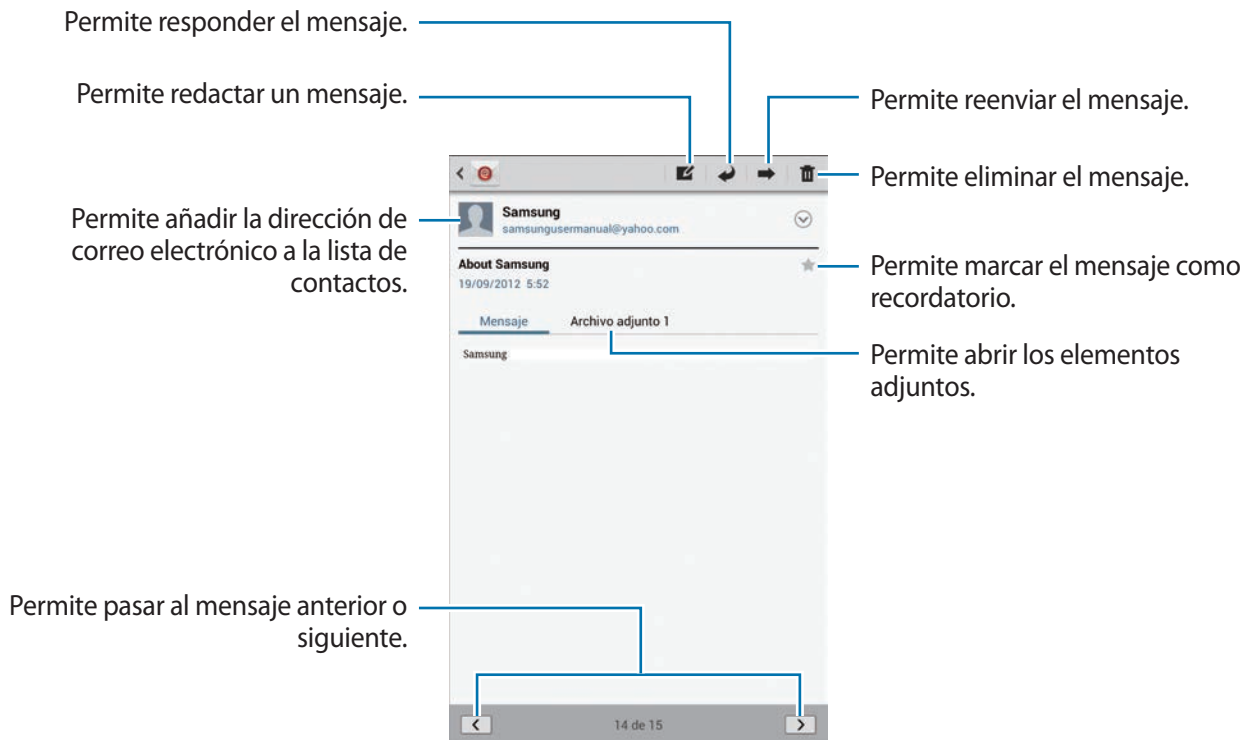 Permite responder el mensaje.
Permite redactar un mensaje.
Permite reenviar el mensaje.
Permite eliminar el mensaje.
Permite añadir la dirección de
correo electrónico a la lista de
contactos.
Samsung
samsungusermanual@yahoo.com
About Samsung
19/09/2012 5:52
Permite marcar el mensaje como
recordatorio.
Mensaje Archivo adjunto 1
Samsung
Permite abrir los elementos
adjuntos.
Permite pasar al mensaje anterior o
siguiente.
14 de 15